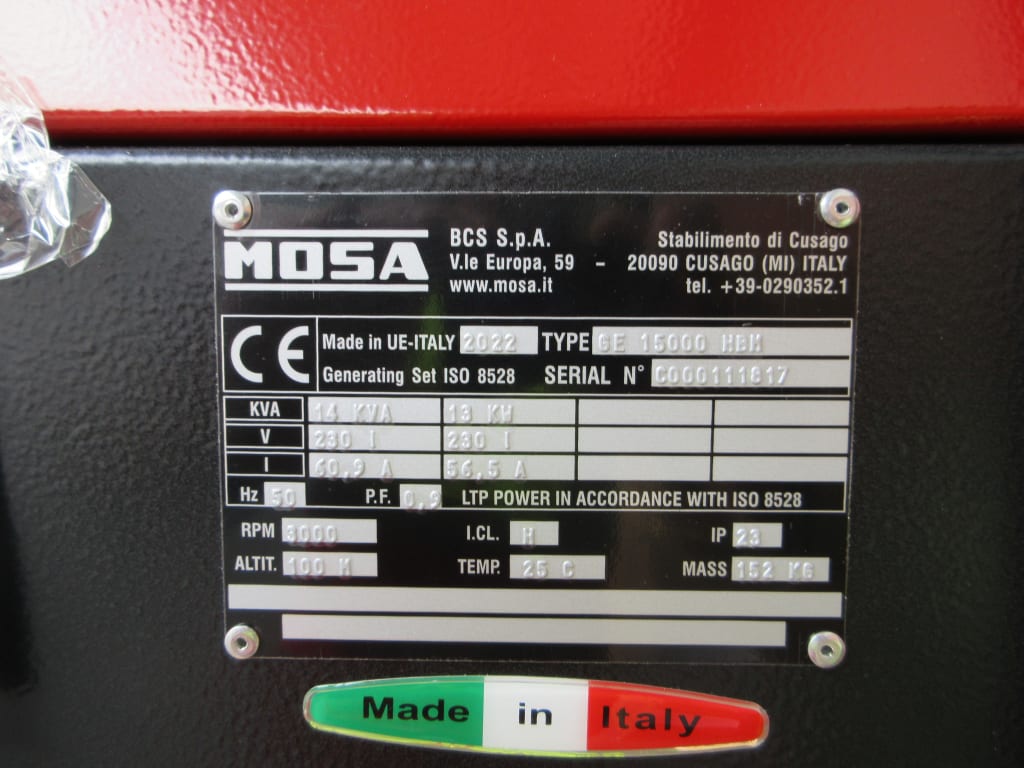 MOSA
BCS S.p.A.
V.le Europa, 59 -
www.mosa.it
Stabilimento di Cusago
20090 CUSAGO (MI) ITALY
tel. +39-0290352.1
CE
Made in UE-ITALY 2022 TYPE GE 15000 HBM
Generating Set ISO 8528 SERIAL N° C000111817
KVA 14 KVA 13 KW
V 230 I 230 I
I 60,9 A 56,5 A
Hz 50 P.F. 0,9 LTP POWER IN ACCORDANCE WITH ISO 8528
RPM 3000 I.CL. H IP 23
ALTIT. 100 M TEMP. 25 C MASS 152 KG
Made in Italy